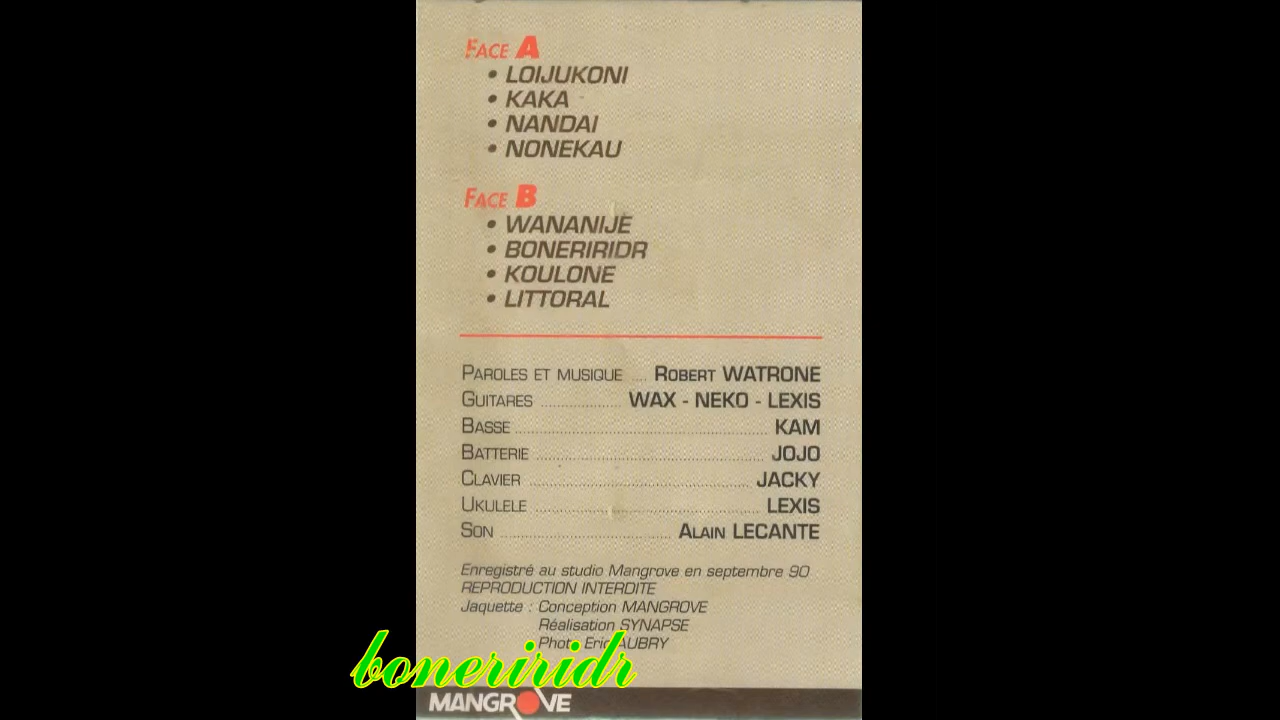 FACE A
• LOIJUKONI
• KAKA
• NANDAI
• NONEKAU
FACE B
• WANANIJE
• BONERIRIDR
• KOULONE
• LITTORAL
PAROLES ET MUSIQUE .... ROBERT WATRONE
GUITARES .................... WAX - NEKO - LEXIS
BASSE .................... KAM
BATTERIE .................... JOJO
CLAVIER .................... JACKY
UKULELE .................... LEXIS
SON .................... ALAIN LECANTE
Enregistré au studio Mangrove en septembre 90
REPRODUCTION INTERDITE
Jaquette : Conception MANGROVE
Réalisation SYNAPSE
Photo Eric AUBRY
boneriridr
MANGROVE